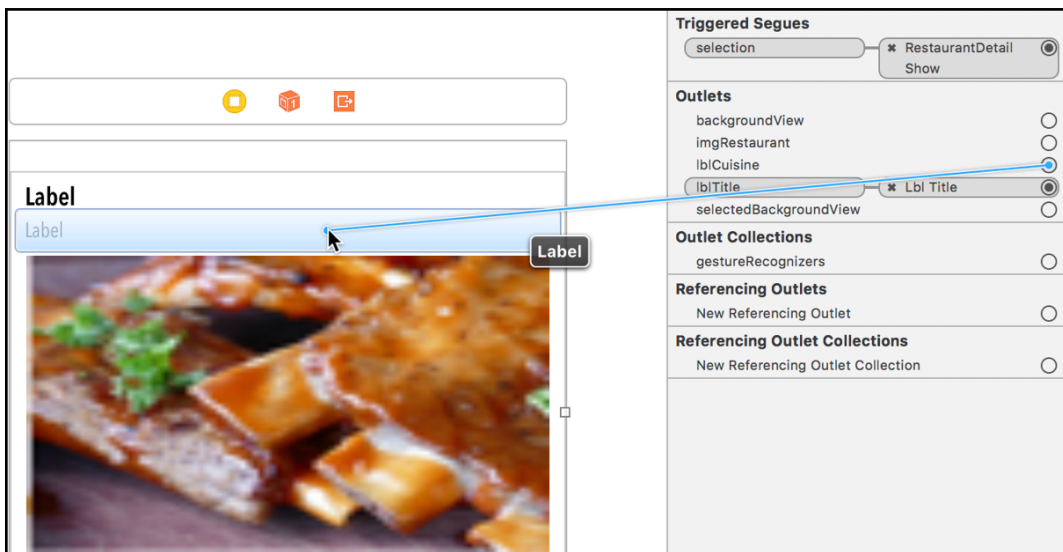 Label
Label
Label
Triggered Segues
selection
RestaurantDetail
Show
Outlets
backgroundView
imgRestaurant
lblCuisine
lblTitle
Lbl Title
selectedBackgroundView
Outlet Collections
gestureRecognizers
Referencing Outlets
New Referencing Outlet
Referencing Outlet Collections
New Referencing Outlet Collection